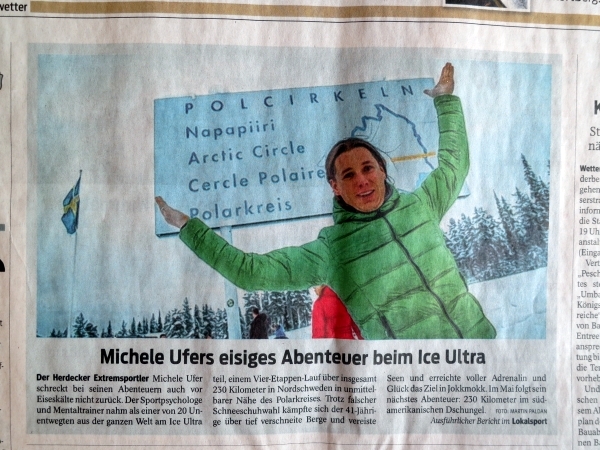 wetter
POLCIRKELN
Napapiiri
Arctic Circle
Cercle Polaire
Polarkreis
Michele Ufers eisiges Abenteuer beim Ice Ultra
Der Herdecker Extremsportler Michele Ufer
schreckt bei seinen Abenteuern auch vor
Eiseskälte nicht zurück. Der Sportpsychologe
und Mentaltrainer nahm als einer von 20 Un-
entwegten aus der ganzen Welt am Ice Ultra
teil, einem Vier-Etappen-Lauf über insgesamt
230 Kilometer in Nordschweden in unmittel-
barer Nähe des Polarkreises. Trotz falscher
Schneeschuhwahl kämpfte sich der 41-Jähri-
ge über tief verschneite Berge und vereiste
Seen und erreichte voller Adrenalin und
Glück das Ziel in Jokkmokk. Im Mai folgt sein
nächstes Abenteuer: 230 Kilometer im süd-
amerikanischen Dschungel. FOTO: MARTIN PALDAN
Ausführlicher Bericht im Lokalsport